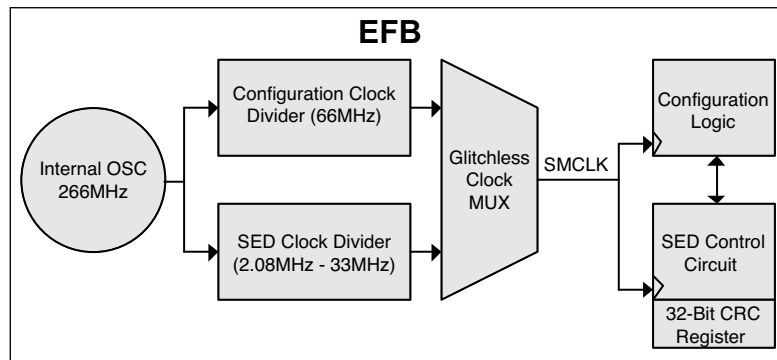 EFB
Internal OSC
266MHz
Configuration Clock
Divider (66MHz)
SED Clock Divider
(2.08MHz - 33MHz)
Glitchless
Clock
MUX
SMCLK
Configuration
Logic
SED Control
Circuit
32-Bit CRC
Register